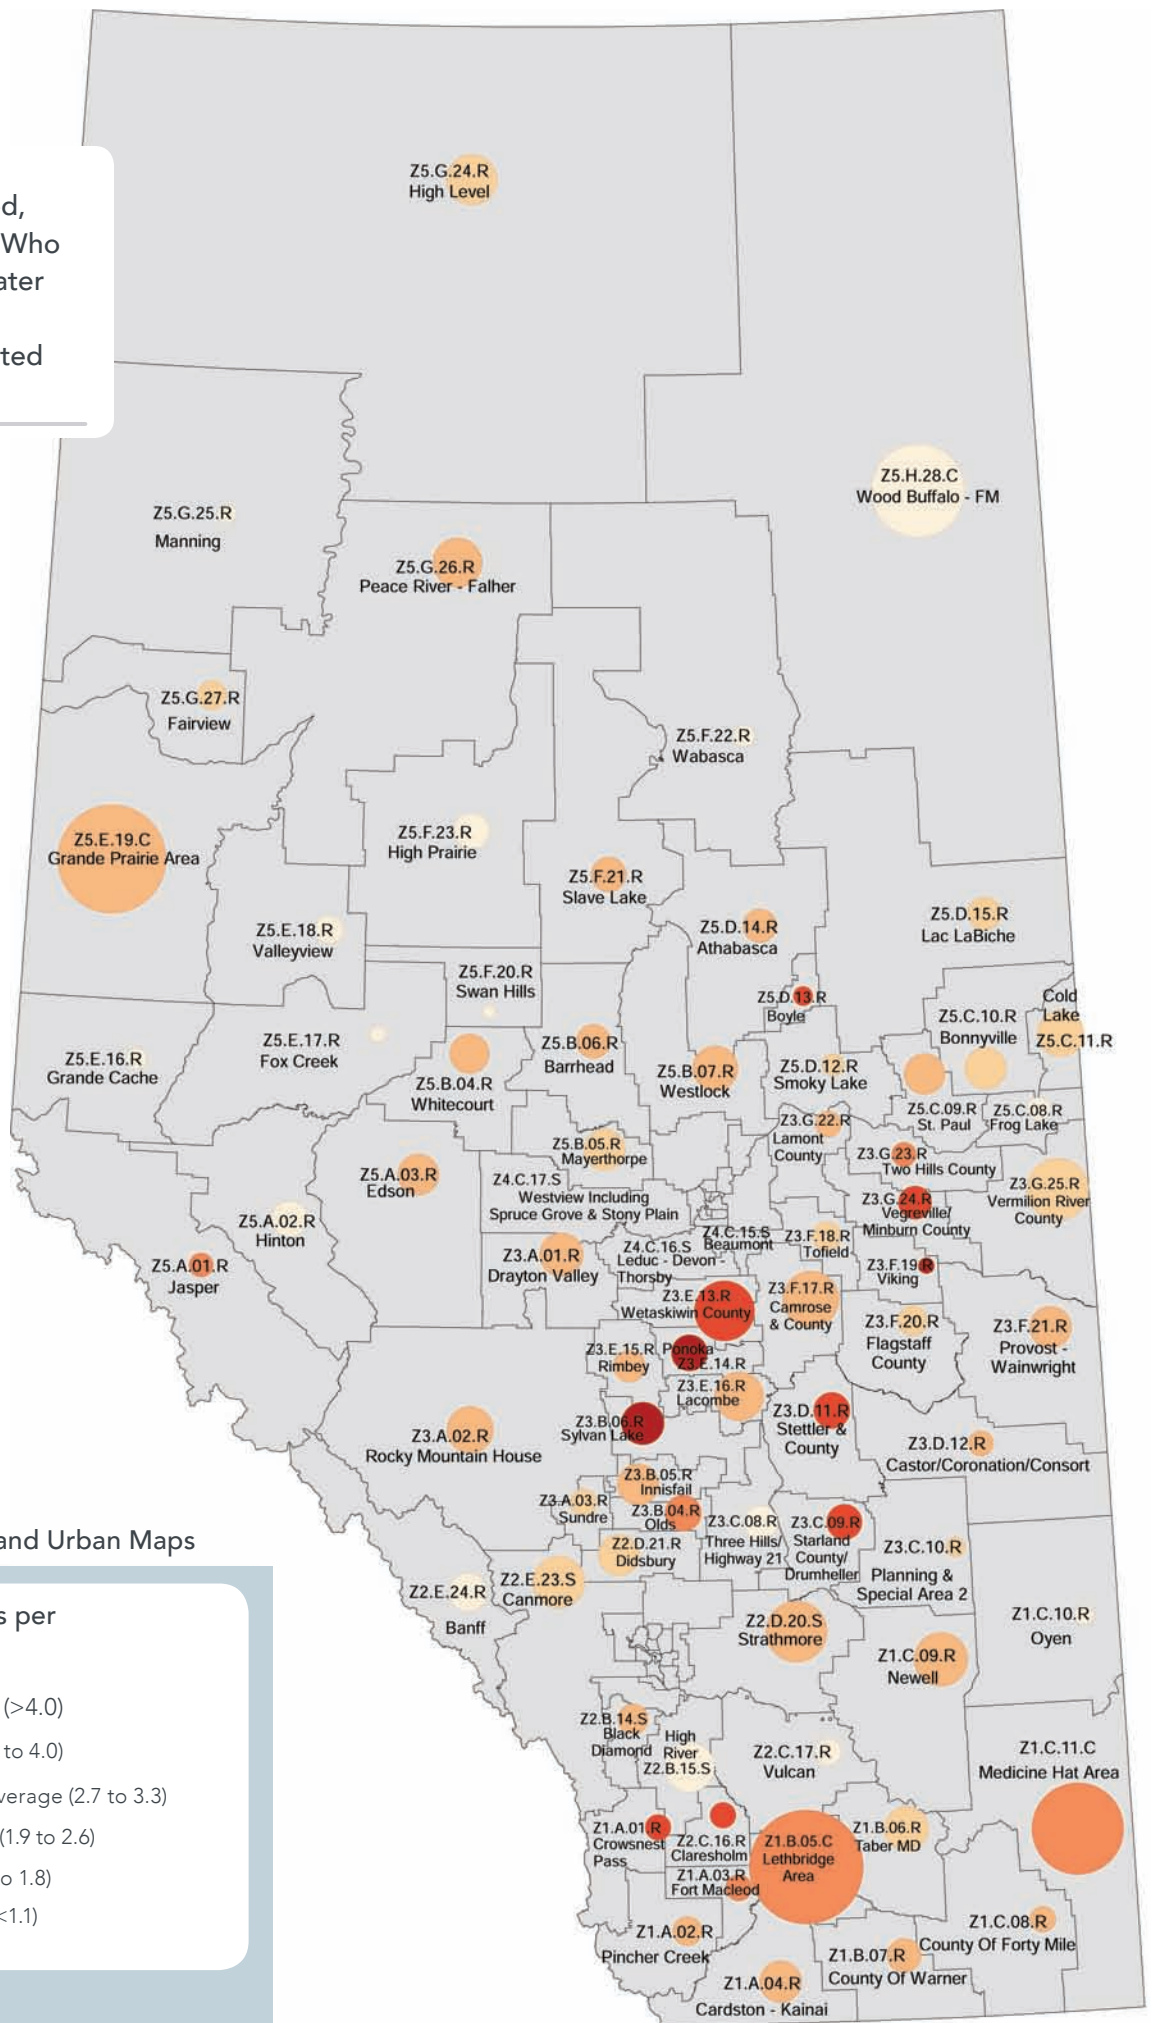 Z5.G.24.R
High Level
d,
Who
ater
ted
Z5.H.28.C
Wood Buffalo - FM
Z5.G.25.R
Manning
Z5.G.26.R
Peace River - Falher
Z5.G.27.R
Fairview
Z5.F.22.R
Wabasca
Z5.E.19.C
Grande Prairie Area
Z5.F.23.R
High Prairie
Z5.F.21.R
Slave Lake
Z5.E.18.R
Valleyview
Z5.D.14.R
Athabasca
Z5.D.15.R
Lac LaBiche
Z5.F.20.R
Swan Hills
Z5.D.13.R
Boyle
Cold
Lake
Z5.C.11.R
Z5.C.10.R
Bonnyville
Z5.E.16.R
Grande Cache
Z5.E.17.R
Fox Creek
Z5.B.04.R
Whitecourt
Z5.B.06.R
Barrhead
Z5.B.07.R
Westlock
Z5.D.12.R
Smoky Lake
Z5.C.09.R
St. Paul
Z5.C.08.R
Frog Lake
Z3.G.22.R
Lamont
County
Z5.B.05.R
Mayerthorpe
Z3.G.23.R
Two Hills County
Z5.A.03.R
Edson
Z4.C.17.S
Westview Including
Spruce Grove & Stony Plain
Z3.G.24.R
Vegreville/
Minburn County
Z3.G.25.R
Vermilion River
County
Z5.A.02.R
Hinton
Z5.A.01.R
Jasper
Z3.A.01.R
Drayton Valley
Z4.C.16.S
Leduc - Devon -
Thorsby
Z4.C.15.S
Beaumont
Z3.F.18.R
Tofield
Z3.F.19.R
Viking
Z3.E.13.R
Wetaskiwin County
Z3.F.17.R
Camrose
& County
Z3.F.20.R
Flagstaff
County
Z3.F.21.R
Provost -
Wainwright
Z3.E.15.R
Rimbey
Ponoka
Z3.E.14.R
Z3.E.16.R
Lacombe
Z3.A.02.R
Rocky Mountain House
Z3.B.06.R
Sylvan Lake
Z3.D.11.R
Stettler &
County
Z3.D.12.R
Castor/Coronation/Consort
Z3.B.05.R
Innisfail
Z3.A.03.R
Sundre
Z3.B.04.R
Olds
Z3.C.08.R
Three Hills/
Highway 21
Z3.C.09.R
Starland
County/
Drumheller
Z3.C.10.R
Planning &
Special Area 2
and Urban Maps
Z2.D.21.R
Didsbury
Z2.E.24.R
Banff
Z2.E.23.S
Canmore
Z2.D.20.S
Strathmore
Z1.C.10.R
Oyen
Z1.C.09.R
Newell
s per
(>4.0)
to 4.0)
verage (2.7 to 3.3)
(1.9 to 2.6)
o 1.8)
<1.1)
Z2.B.14.S
Black
Diamond
High
River
Z2.B.15.S
Z2.C.17.R
Vulcan
Z1.C.11.C
Medicine Hat Area
Z1.A.01.R
Crowsnest
Pass
Z2.C.16.R
Claresholm
Z1.B.05.C
Lethbridge
Area
Z1.B.06.R
Taber MD
Z1.A.03.R
Fort Macleod
Z1.A.02.R
Pincher Creek
Z1.C.08.R
County Of Forty Mile
Z1.B.07.R
County Of Warner
Z1.A.04.R
Cardston - Kainai